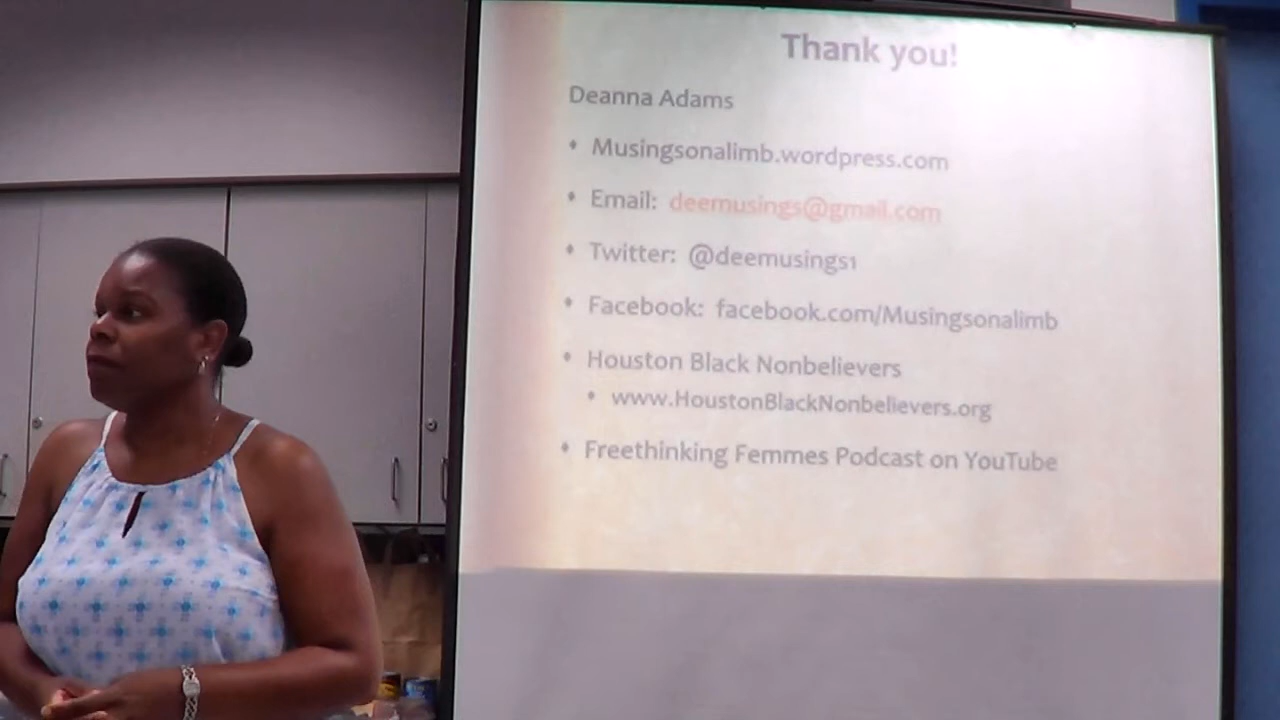 Thank you!
Deanna Adams
• Musingsonalimb.wordpress.com
• Email: deemusings@gmail.com
• Twitter: @deemusings1
• Facebook: facebook.com/Musingsonalimb
• Houston Black Nonbelievers
• www.HoustonBlackNonbelievers.org
• Freethinking Femmes Podcast on YouTube